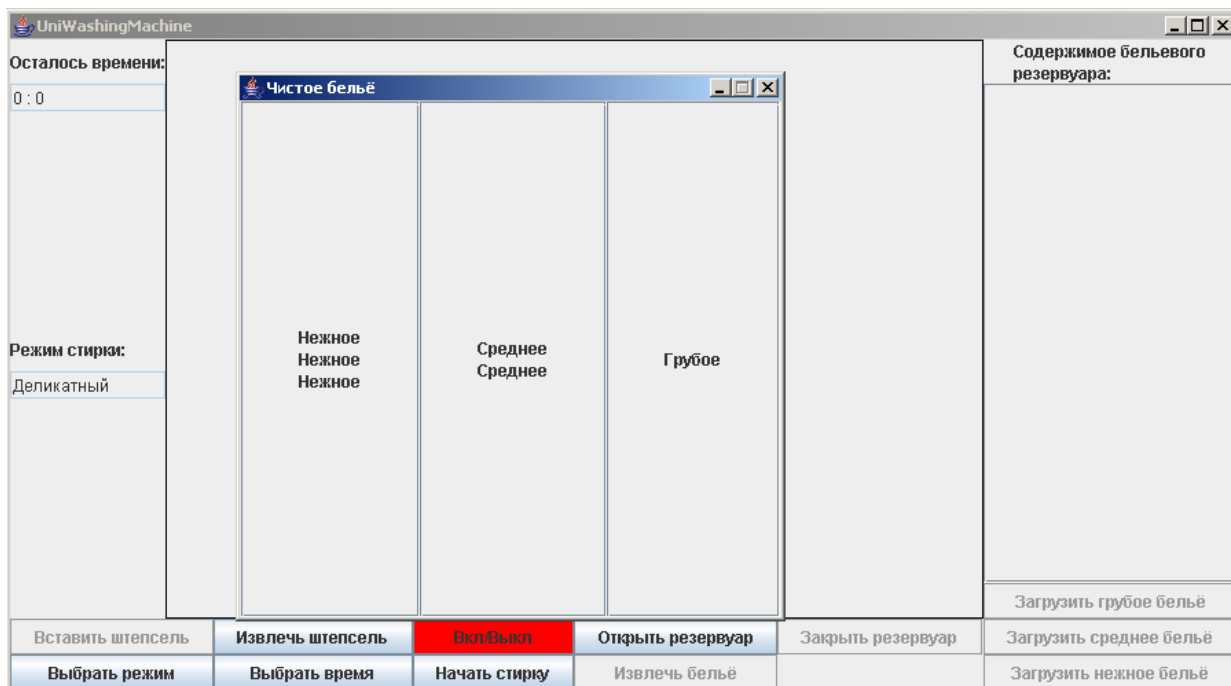 UniWashingMachine
Осталось времени:
0 : 0
Режим стирки:
Деликатный
Чистое бельё
Нежное
Нежное
Нежное
Среднее
Среднее
Грубое
Содержимое бельевого
резервуара:
Загрузить грубое бельё
Вставить штепсель
Извлечь штепсель
Вкл/Выкл
Открыть резервуар
Закрыть резервуар
Загрузить среднее бельё
Выбрать режим
Выбрать время
Начать стирку
Извлечь бельё
Загрузить нежное бельё